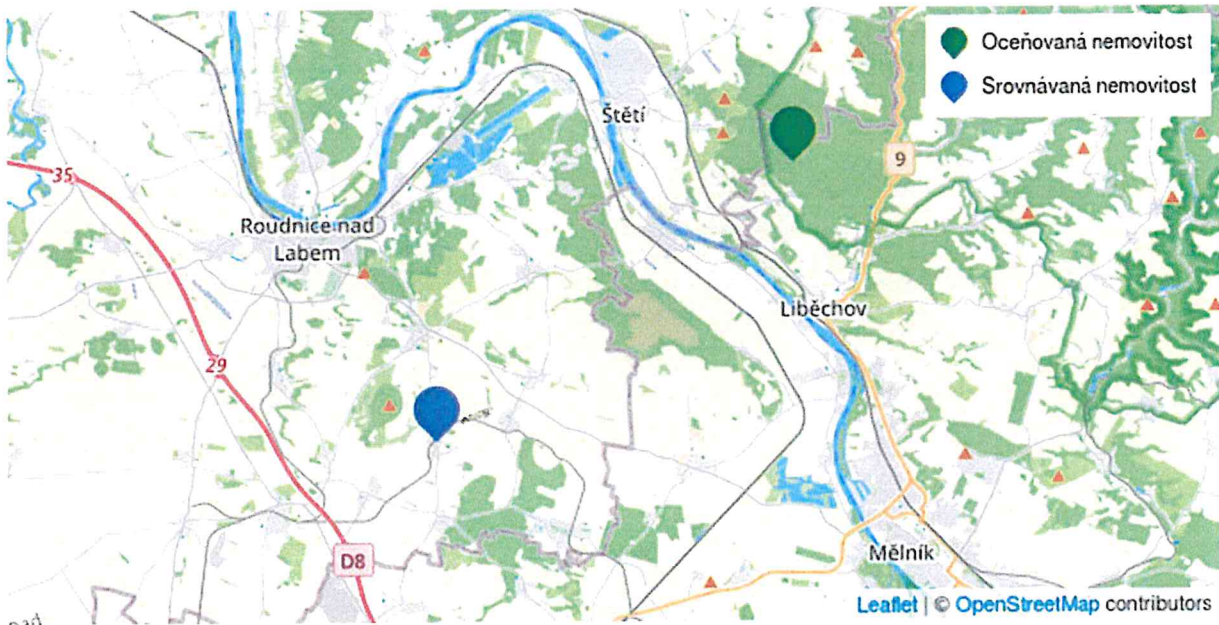 Oceňovaná nemovitost
Srovnávaná nemovitost
Štětí
9
35
Roudnice nad
Labem
Liběchov
29
D8
Mělník
Leaflet | © OpenStreetMap contributors